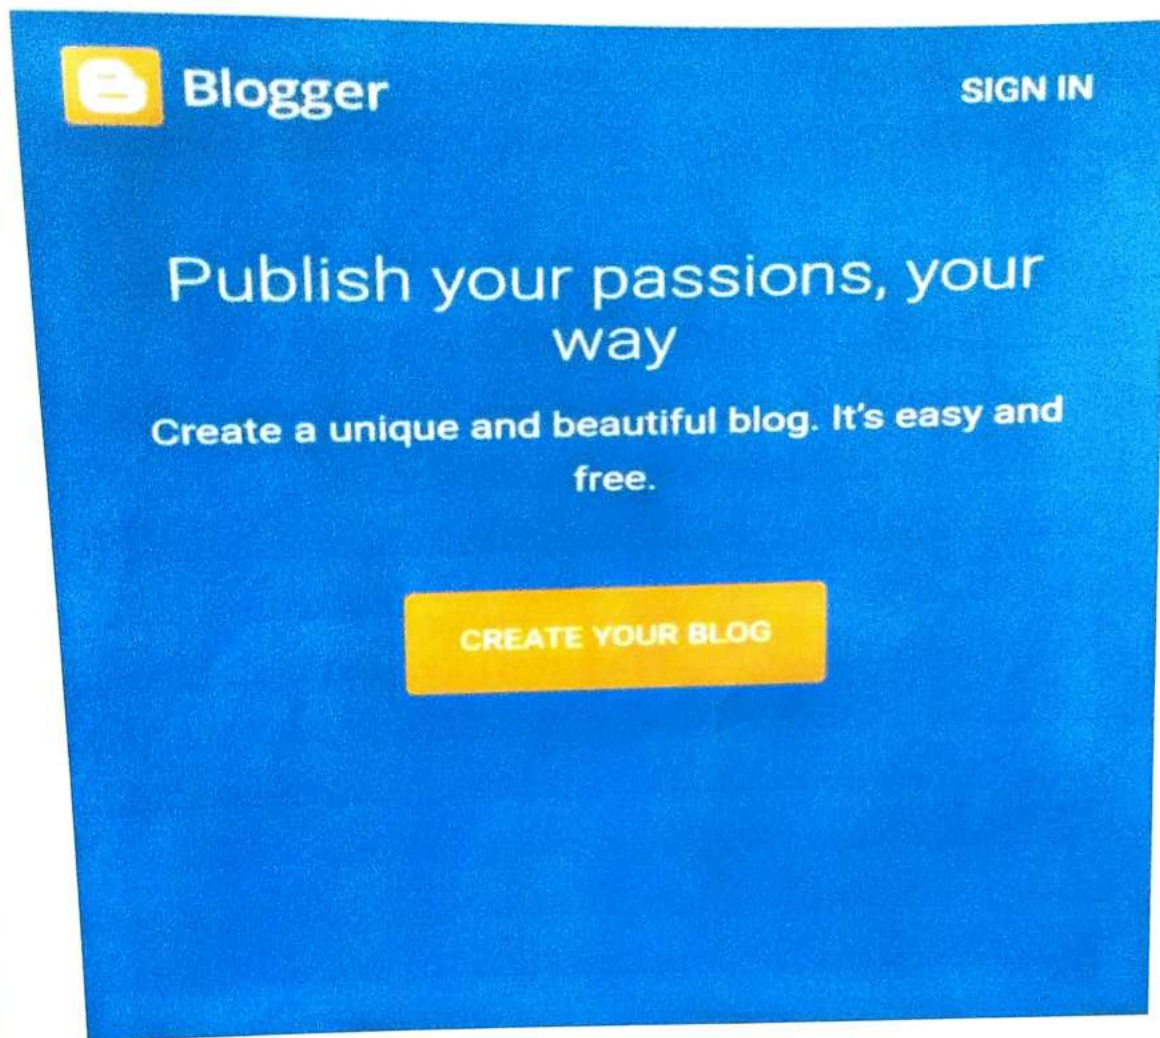 Blogger
SIGN IN
Publish your passions, your
way
Create a unique and beautiful blog. It's easy and
free.
CREATE YOUR BLOG